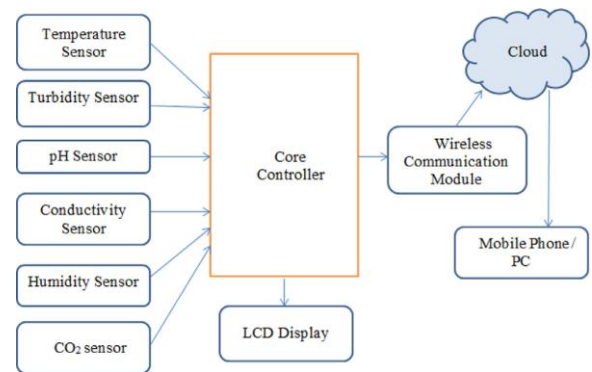 Temperature
Sensor
Turbidity Sensor
pH Sensor
Conductivity
Sensor
Humidity Sensor
CO₂ sensor
Core
Controller
LCD Display
Wireless
Communication
Module
Cloud
Mobile Phone /
PC